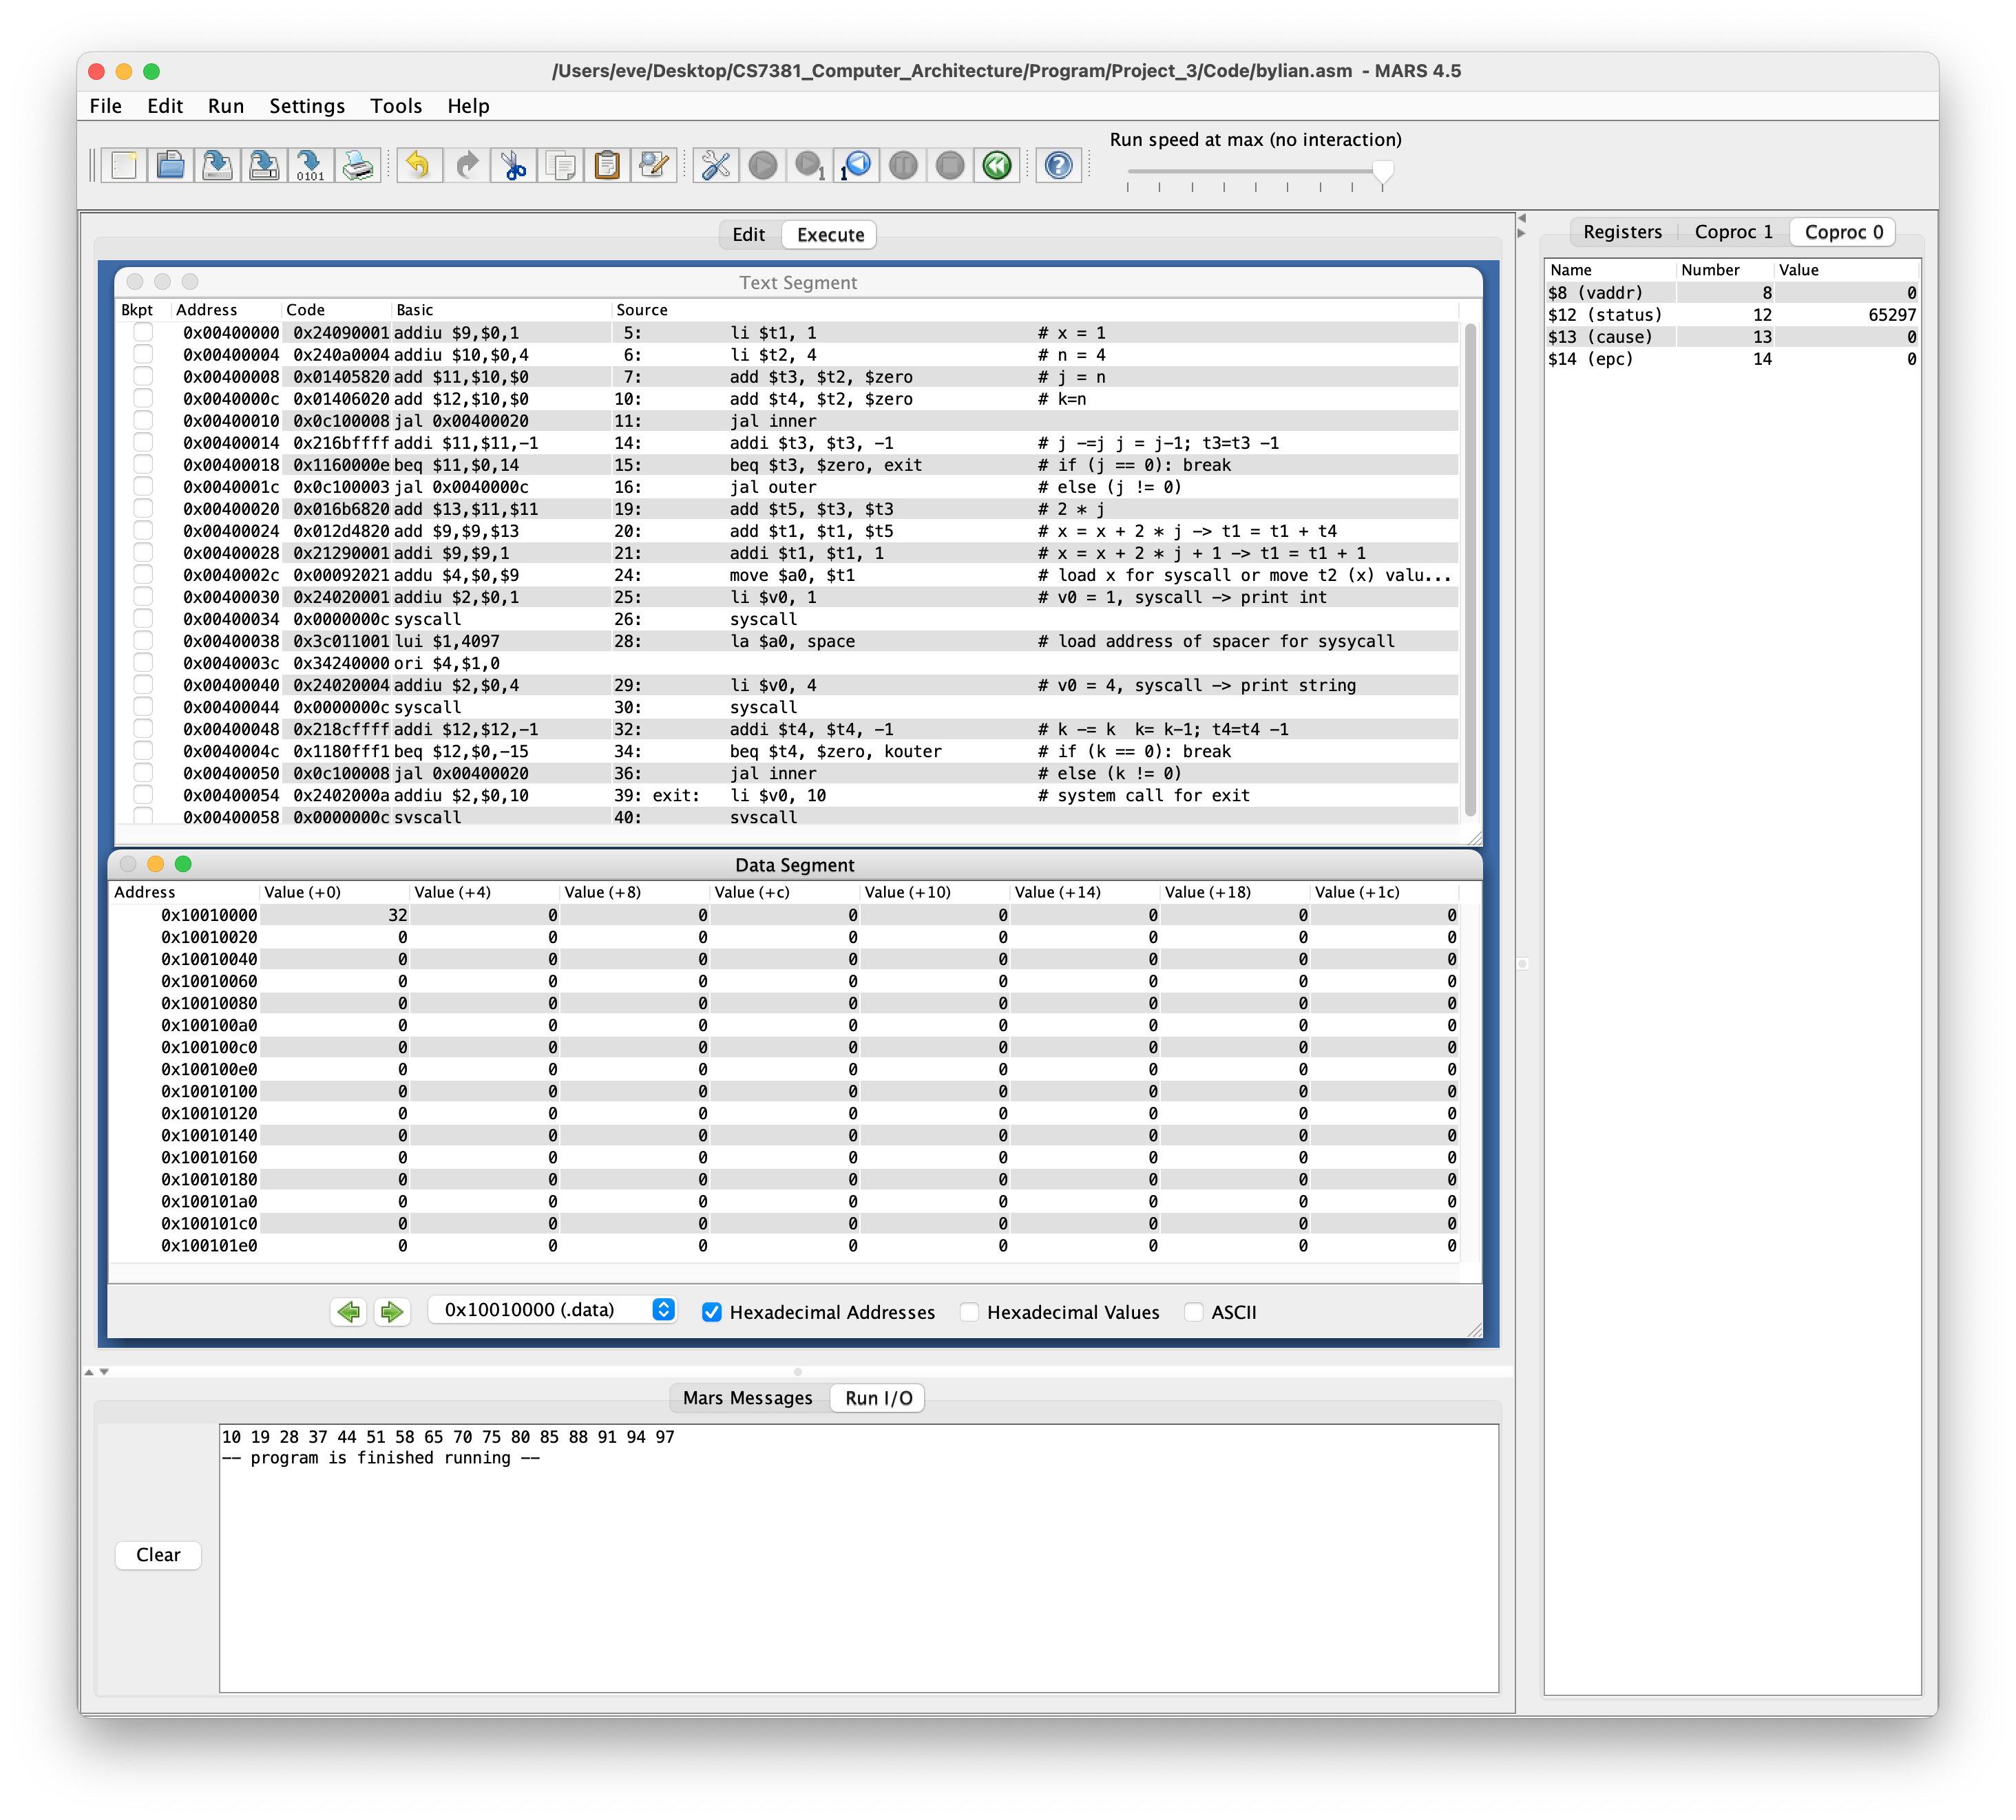 /Users/eve/Desktop/CS7381_Computer_Architecture/Program/Project_3/Code/bylian.asm - MARS 4.5
File Edit Run Settings Tools Help
Run speed at max (no interaction)
0101 1 1
Edit Execute
Registers Coproc 1 Coproc 0
Text Segment
Bkpt Address Code Basic Source
0x00400000 0x24090001 addiu $9,$0,1 5: li $t1, 1 # x = 1
0x00400004 0x240a0004 addiu $10,$0,4 6: li $t2, 4 # n = 4
0x00400008 0x01405820 add $11,$10,$0 7: add $t3, $t2, $zero # j = n
0x0040000c 0x01406020 add $12,$10,$0 10: add $t4, $t2, $zero # k=n
0x00400010 0x0c100008 jal 0x00400020 11: jal inner
0x00400014 0x216bffff addi $11,$11,-1 14: addi $t3, $t3, -1 # j -=j j = j-1; t3=t3 -1
0x00400018 0x1160000e beq $11,$0,14 15: beq $t3, $zero, exit # if (j == 0): break
0x0040001c 0x0c100003 jal 0x0040000c 16: jal outer # else (j != 0)
0x00400020 0x016b6820 add $13,$11,$11 19: add $t5, $t3, $t3 # 2 * j
0x00400024 0x012d4820 add $9,$9,$13 20: add $t1, $t1, $t5 # x = x + 2 * j -> t1 = t1 + t4
0x00400028 0x21290001 addi $9,$9,1 21: addi $t1, $t1, 1 # x = x + 2 * j + 1 -> t1 = t1 + 1
0x0040002c 0x00092021 addu $4,$0,$9 24: move $a0, $t1 # load x for syscall or move t2 (x) valu...
0x00400030 0x24020001 addiu $2,$0,1 25: li $v0, 1 # v0 = 1, syscall -> print int
0x00400034 0x0000000c syscall 26: syscall
0x00400038 0x3c011001 lui $1,4097 28: la $a0, space # load address of spacer for sysycall
0x0040003c 0x34240000 ori $4,$1,0
0x00400040 0x24020004 addiu $2,$0,4 29: li $v0, 4 # v0 = 4, syscall -> print string
0x00400044 0x0000000c syscall 30: syscall
0x00400048 0x218cffff addi $12,$12,-1 32: addi $t4, $t4, -1 # k -= k  k= k-1; t4=t4 -1
0x0040004c 0x1180fff1 beq $12,$0,-15 34: beq $t4, $zero, kouter # if (k == 0): break
0x00400050 0x0c100008 jal 0x00400020 36: jal inner # else (k != 0)
0x00400054 0x2402000a addiu $2,$0,10 39: exit: li $v0, 10 # system call for exit
0x00400058 0x0000000c syscall 40: syscall
Name Number Value
$8 (vaddr) 8 0
$12 (status) 12 65297
$13 (cause) 13 0
$14 (epc) 14 0
Data Segment
Address Value (+0) Value (+4) Value (+8) Value (+c) Value (+10) Value (+14) Value (+18) Value (+1c)
0x10010000 32 0 0 0 0 0 0 0
0x10010020 0 0 0 0 0 0 0 0
0x10010040 0 0 0 0 0 0 0 0
0x10010060 0 0 0 0 0 0 0 0
0x10010080 0 0 0 0 0 0 0 0
0x100100a0 0 0 0 0 0 0 0 0
0x100100c0 0 0 0 0 0 0 0 0
0x100100e0 0 0 0 0 0 0 0 0
0x10010100 0 0 0 0 0 0 0 0
0x10010120 0 0 0 0 0 0 0 0
0x10010140 0 0 0 0 0 0 0 0
0x10010160 0 0 0 0 0 0 0 0
0x10010180 0 0 0 0 0 0 0 0
0x100101a0 0 0 0 0 0 0 0 0
0x100101c0 0 0 0 0 0 0 0 0
0x100101e0 0 0 0 0 0 0 0 0
0x10010000 (.data) Hexadecimal Addresses Hexadecimal Values ASCII
Mars Messages Run I/O
10 19 28 37 44 51 58 65 70 75 80 85 88 91 94 97
-- program is finished running --
Clear